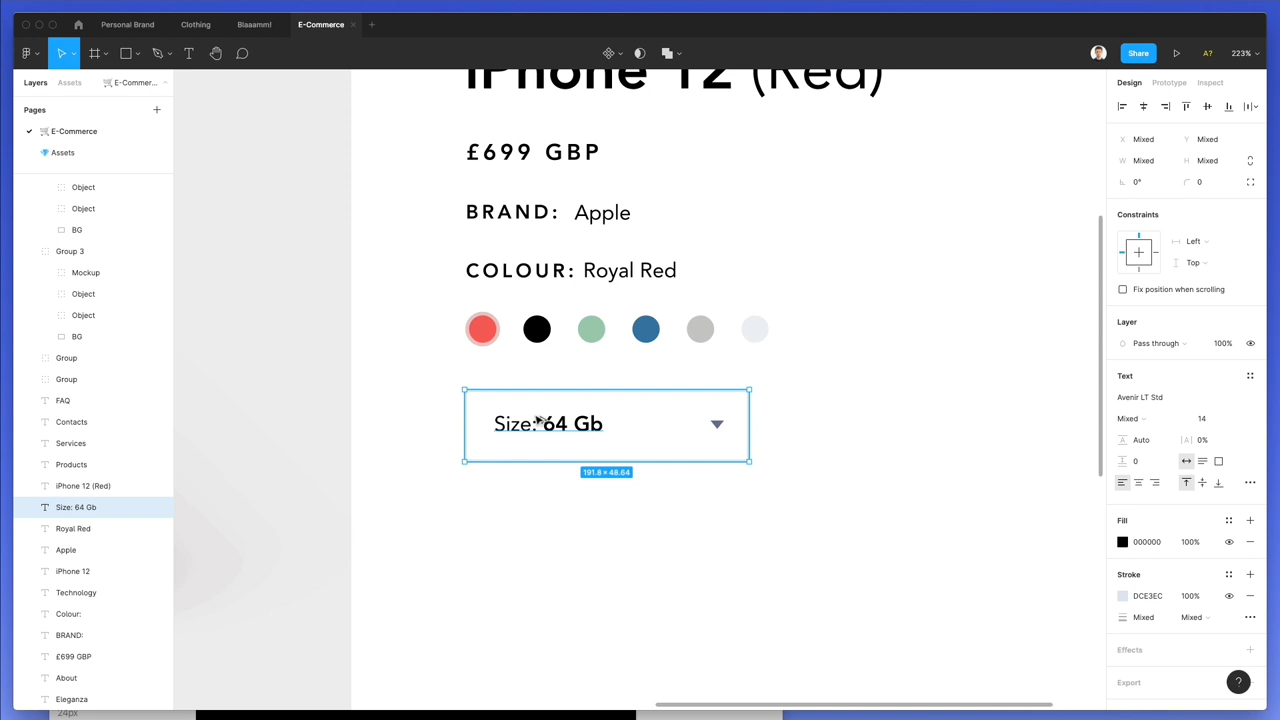 Personal Brand
Clothing
Blaaamm!
E-Commerce
Share
A?
223%
Layers
Assets
E-Commer...
Pages
E-Commerce
Assets
Object
Object
BG
Group 3
Mockup
Object
Object
BG
Group
Group
FAQ
Contacts
Services
Products
iPhone 12 (Red)
Size: 64 Gb
Royal Red
Apple
iPhone 12
Technology
Colour:
BRAND:
£699 GBP
About
Eleganza
24px
iPhone 12 (Red)
£699 GBP
BRAND: Apple
COLOUR: Royal Red
Size: 64 Gb
191.8 × 48.64
Design
Prototype
Inspect
X Mixed
Y Mixed
W Mixed
H Mixed
0°
0
Constraints
Left
Top
Fix position when scrolling
Layer
Pass through
100%
Text
Avenir LT Std
Mixed
14
Auto
|A| 0%
0
Fill
000000
100%
Stroke
DCE3EC
100%
Mixed
Mixed
Effects
Export
?